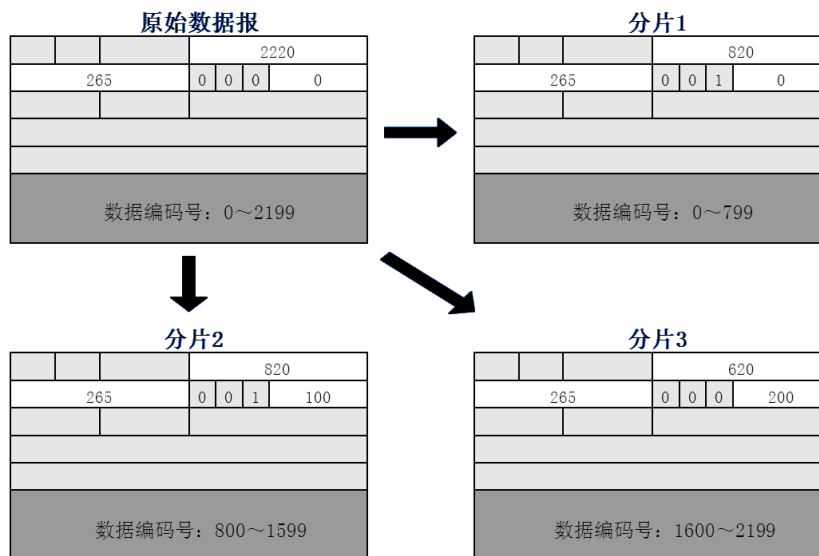 原始数据报
2220
265 0 0 0 0
数据编码号：0～2199
分片1
820
265 0 0 1 0
数据编码号：0～799
分片2
820
265 0 0 1 100
数据编码号：800～1599
分片3
620
265 0 0 0 200
数据编码号：1600～2199